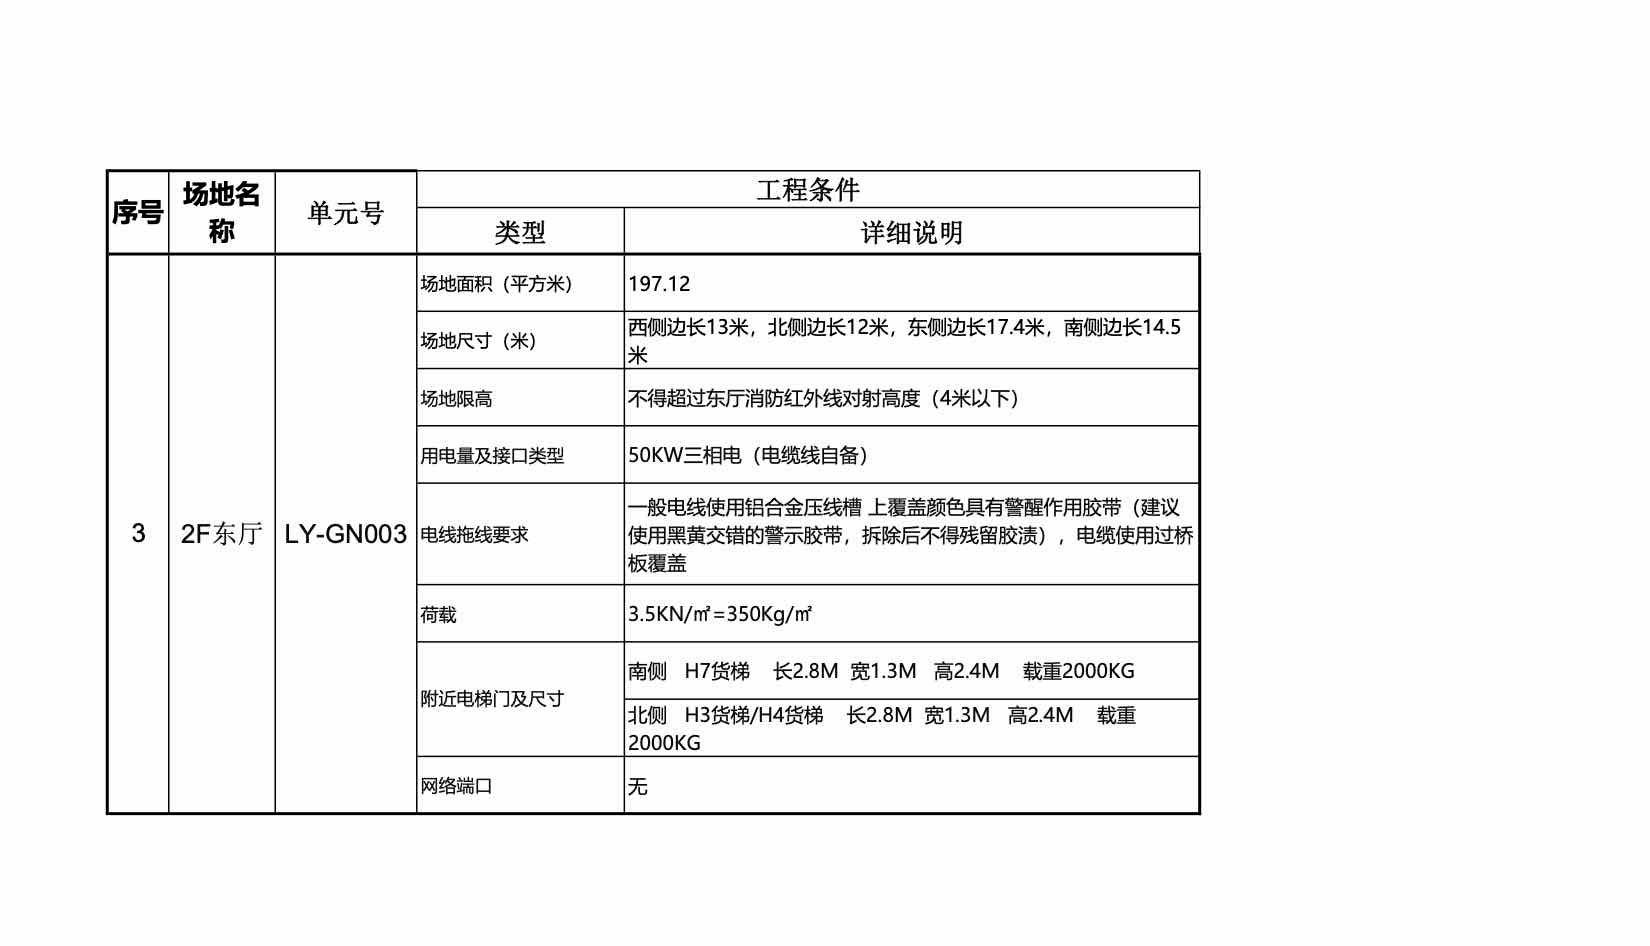 序号
场地名
称
单元号
工程条件
类型
详细说明
3
2F东厅
LY-GN003
场地面积（平方米）
197.12
场地尺寸（米）
西侧边长13米，北侧边长12米，东侧边长17.4米，南侧边长14.5
米
场地限高
不得超过东厅消防红外线对射高度（4米以下）
用电量及接口类型
50KW三相电（电缆线自备）
电线拖线要求
一般电线使用铝合金压线槽 上覆盖颜色具有警醒作用胶带（建议
使用黑黄交错的警示胶带，拆除后不得残留胶渍），电缆使用过桥
板覆盖
荷载
3.5KN/㎡=350Kg/㎡
附近电梯门及尺寸
南侧 H7货梯 长2.8M 宽1.3M 高2.4M 载重2000KG
北侧 H3货梯/H4货梯 长2.8M 宽1.3M 高2.4M 载重
2000KG
网络端口
无